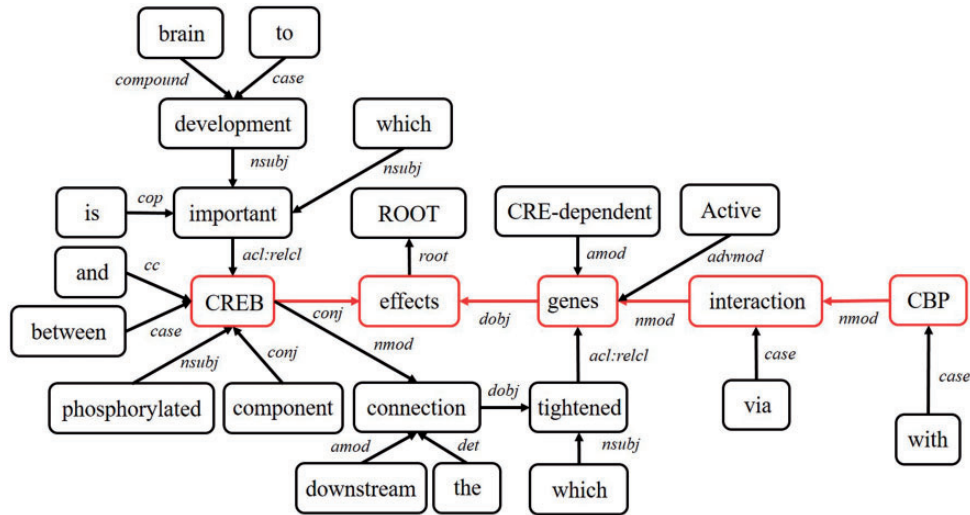 brain to
compound case
development which
nsubj nsubj
is cop important ROOT CRE-dependent Active
and cc acl:relcl root amod advmod
CREB effects genes interaction CBP
between case conj dobj nmod nmod
nsubj conj nmod acl:relcl case case
phosphorylated component connection dobj tightened via with
amod det nsubj
downstream the which